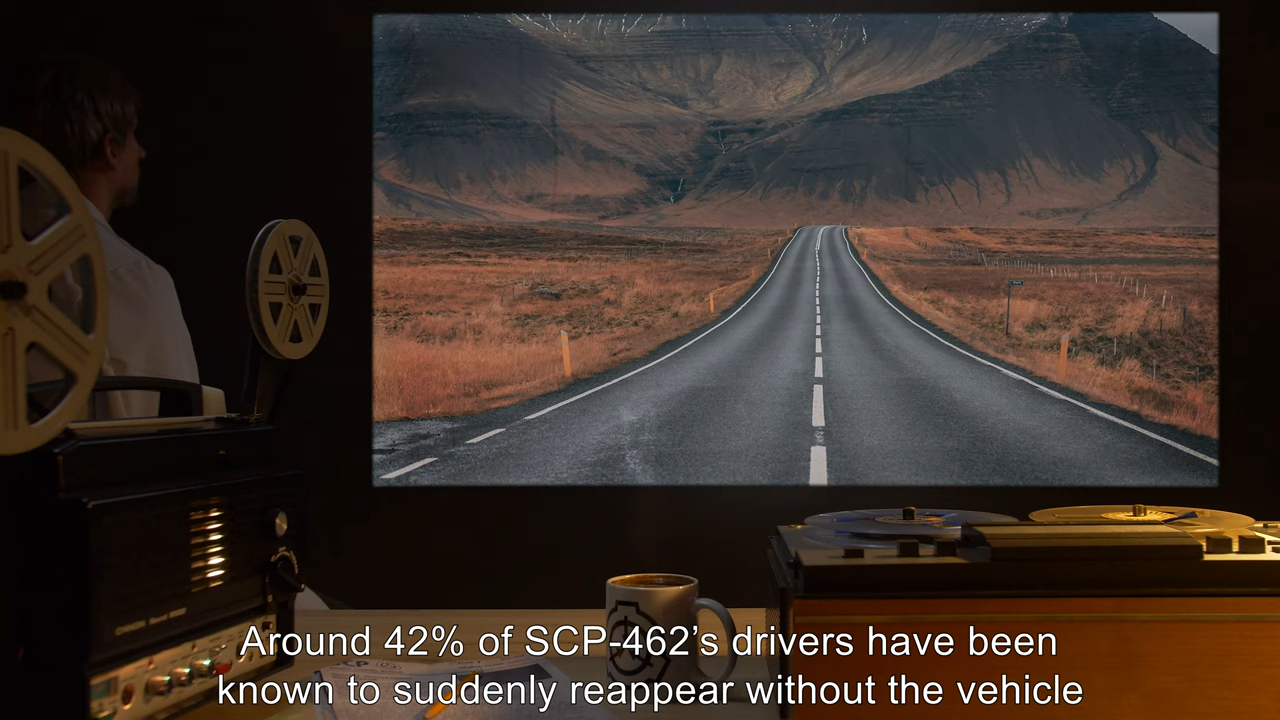 Around 42% of SCP-462’s drivers have been
known to suddenly reappear without the vehicle